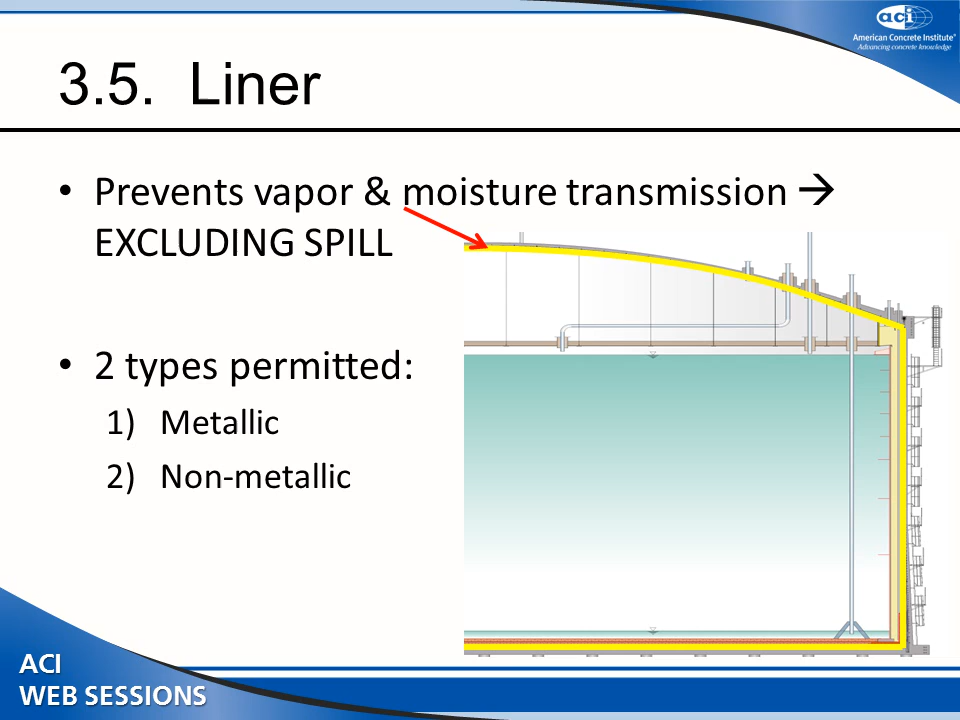 aci
American Concrete Institute®
Advancing concrete knowledge
3.5. Liner
• Prevents vapor & moisture transmission →
EXCLUDING SPILL
• 2 types permitted:
1) Metallic
2) Non-metallic
ACI
WEB SESSIONS